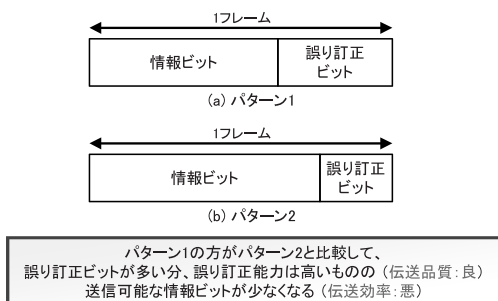 1フレーム
情報ビット
誤り訂正
ビット
(a) パターン1
1フレーム
情報ビット
誤り訂正
ビット
(b) パターン2
パターン1の方がパターン2と比較して、
誤り訂正ビットが多い分、誤り訂正能力は高いものの（伝送品質：良）
送信可能な情報ビットが少なくなる（伝送効率：悪）